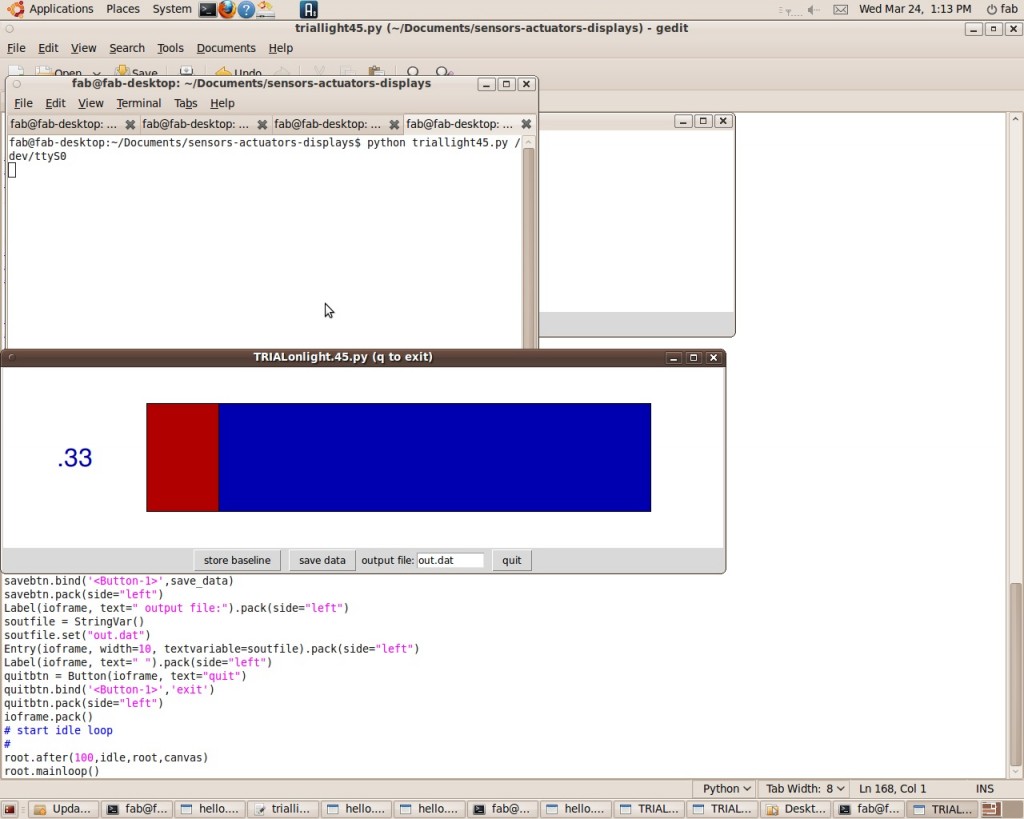 Applications Places System Wed Mar 24, 1:13 PM fab
triallight45.py (~/Documents/sensors-actuators-displays) - gedit
File Edit View Search Tools Documents Help
Open Save Undo
fab@fab-desktop: ~/Documents/sensors-actuators-displays
File Edit View Terminal Tabs Help
fab@fab-desktop: ... fab@fab-desktop: ... fab@fab-desktop: ... fab@fab-desktop: ...
fab@fab-desktop:~/Documents/sensors-actuators-displays$ python triallight45.py /
dev/ttyS0
TRIALonlight.45.py (q to exit)
.33
store baseline save data output file: out.dat quit
savebtn.bind('<Button-1>',save_data)
savebtn.pack(side="left")
Label(ioframe, text=" output file:").pack(side="left")
soutfile = StringVar()
soutfile.set("out.dat")
Entry(ioframe, width=10, textvariable=soutfile).pack(side="left")
Label(ioframe, text=" ").pack(side="left")
quitbtn = Button(ioframe, text="quit")
quitbtn.bind('<Button-1>','exit')
quitbtn.pack(side="left")
ioframe.pack()
# start idle loop
#
root.after(100,idle,root,canvas)
root.mainloop()
Python Tab Width: 8 Ln 168, Col 1 INS
Upda... fab@f... hello.... trialli... hello.... hello.... fab@... hello.... TRIAL... TRIAL... Deskt... fab@f... TRIAL...